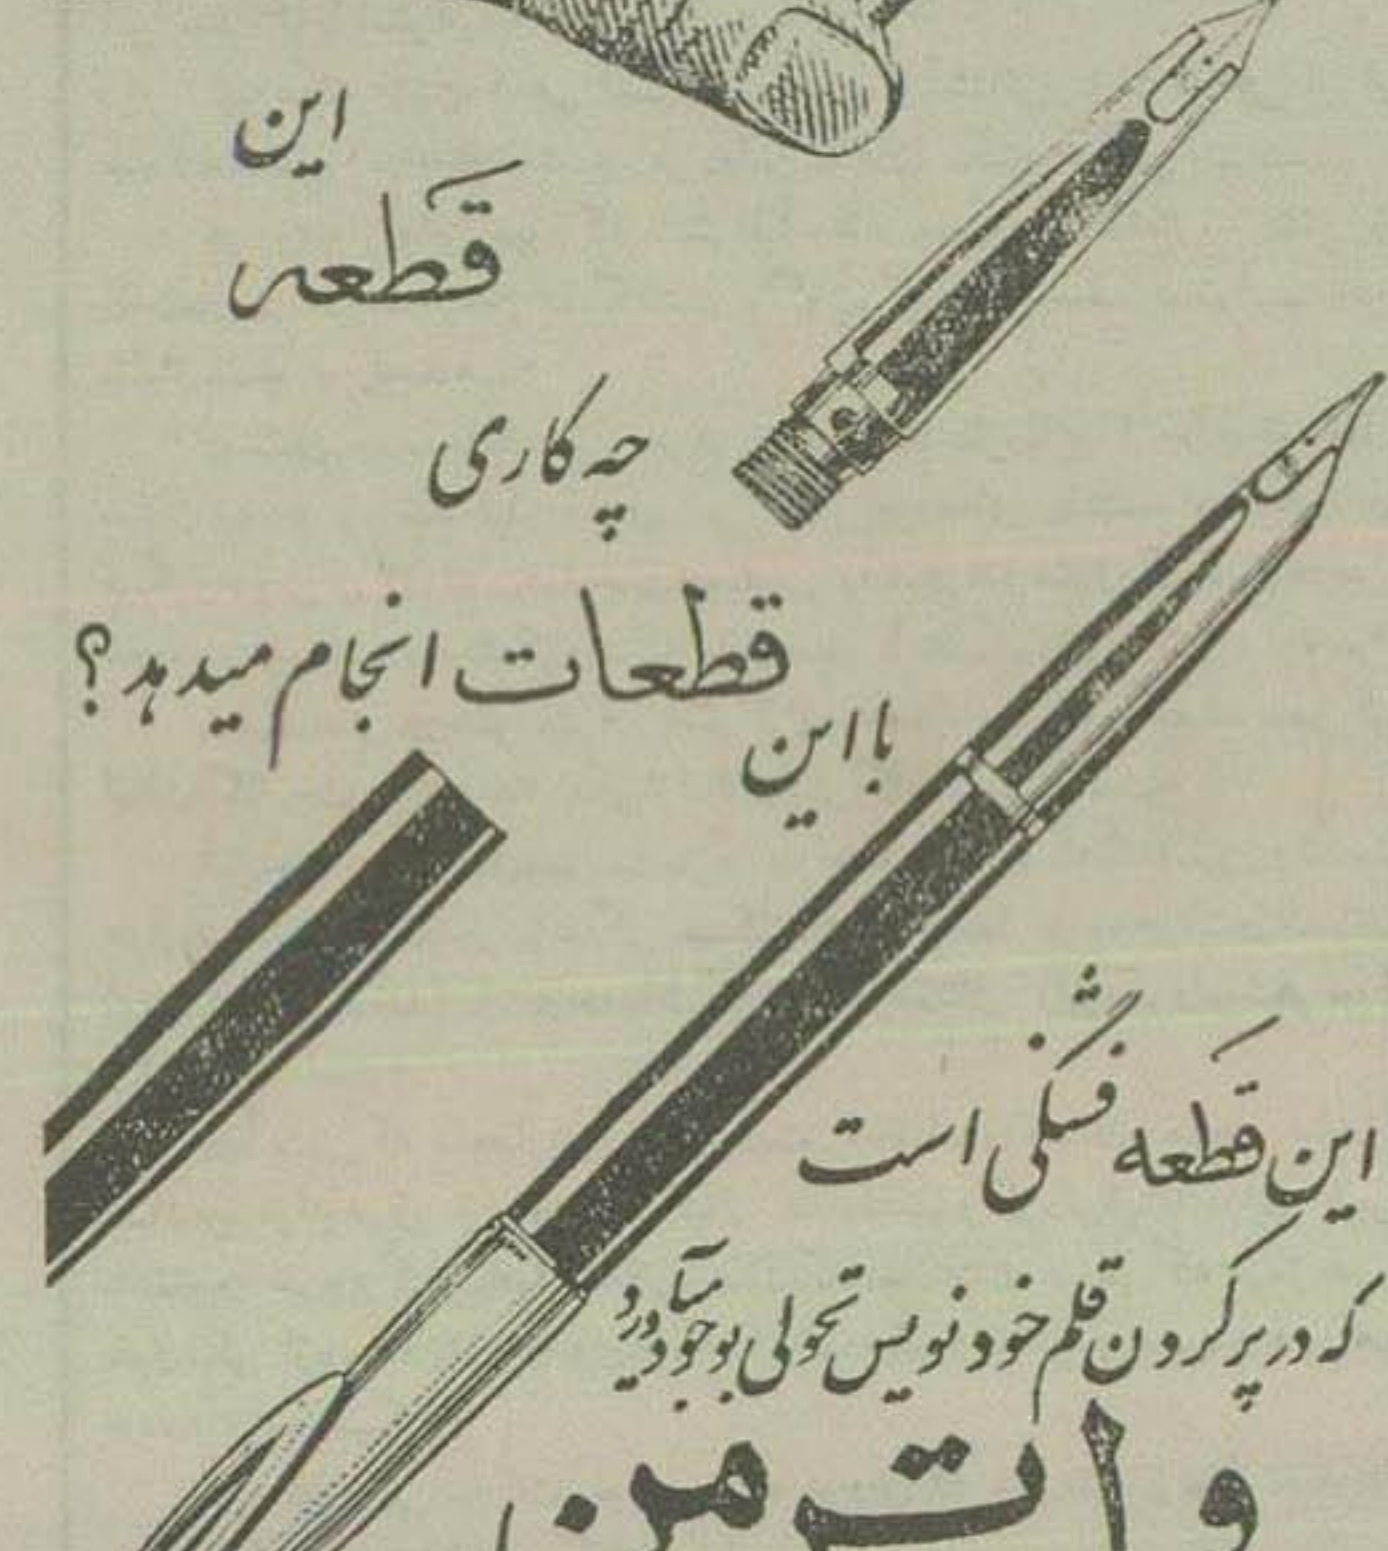 این
قطعه
چه کاری
با این
قطعات انجام میدهد؟
این قطعه فشنگی است
که در پر کردن قلم خودنویس تحولی بوجود میآورد
واترمن